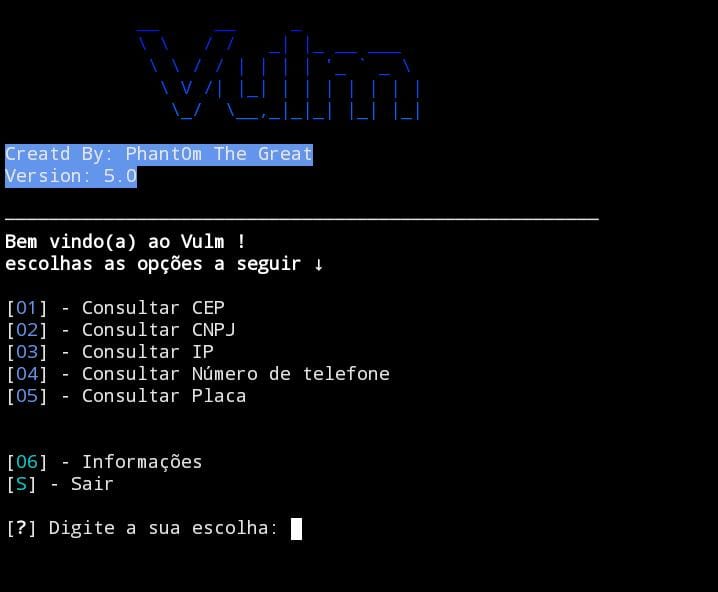 Vulm
Creatd By: Phant0m The Great
Version: 5.0
Bem vindo(a) ao Vulm !
escolhas as opções a seguir ↓
[01] - Consultar CEP
[02] - Consultar CNPJ
[03] - Consultar IP
[04] - Consultar Número de telefone
[05] - Consultar Placa
[06] - Informações
[S] - Sair
[?] Digite a sua escolha: